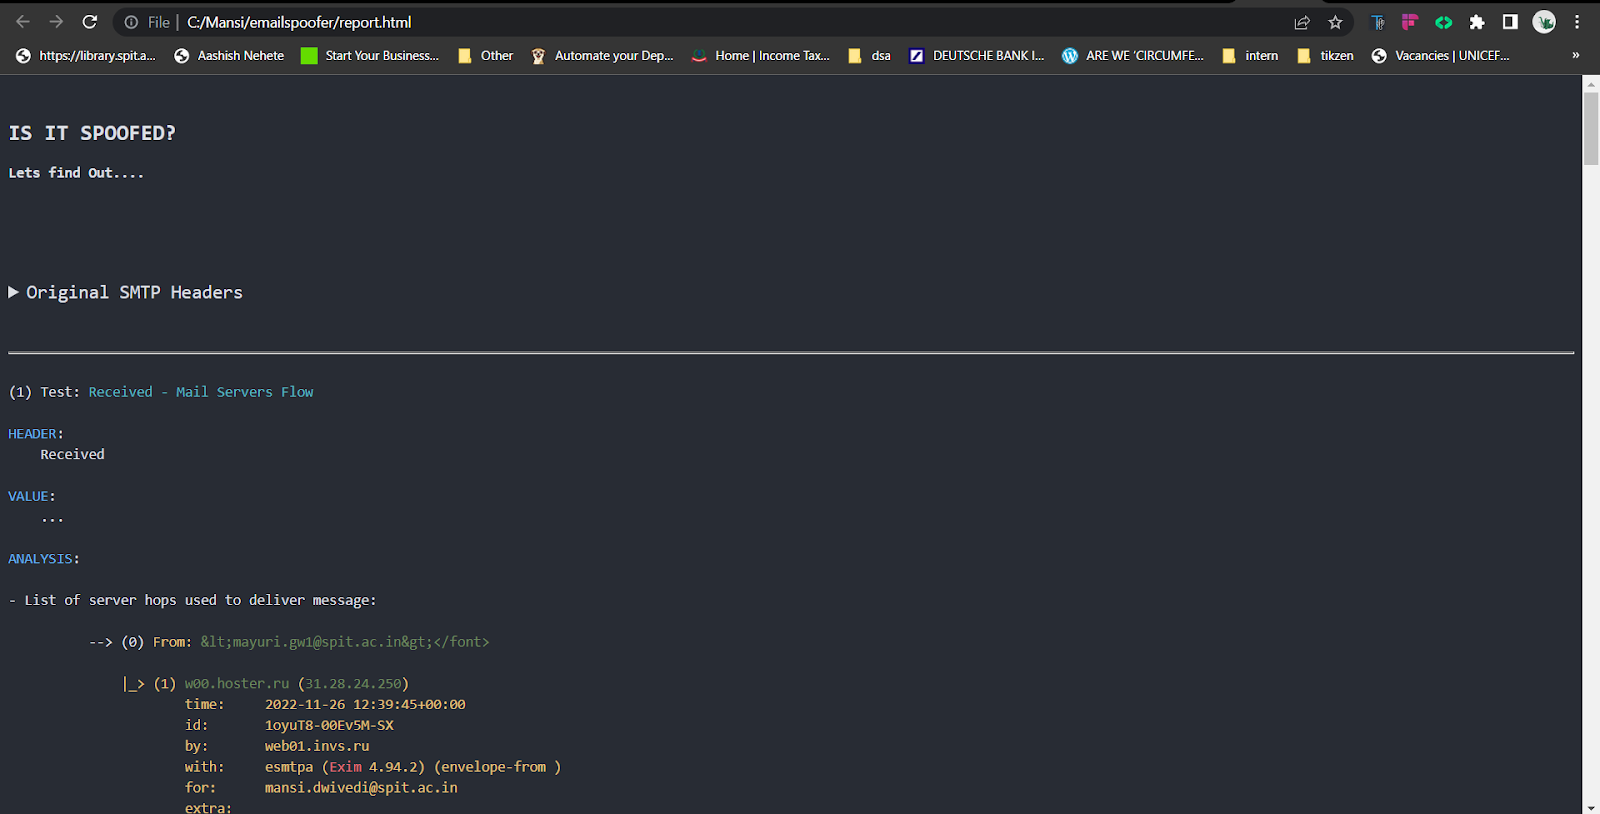 File | C:/Mansi/emailspoofer/report.html
https://library.spit.a... Aashish Nehete Start Your Business... Other Automate your Dep... Home | Income Tax... dsa DEUTSCHE BANK I... ARE WE ‘CIRCUMFE... intern tikzen Vacancies | UNICEF... »
IS IT SPOOFED?
Lets find Out....
Original SMTP Headers
(1) Test: Received - Mail Servers Flow
HEADER:
Received
VALUE:
...
ANALYSIS:
- List of server hops used to deliver message:
--> (0) From: &lt;mayuri.gw1@spit.ac.in&gt;</font>
|_> (1) w00.hoster.ru (31.28.24.250)
time: 2022-11-26 12:39:45+00:00
id: 1oyuT8-00Ev5M-SX
by: web01.invs.ru
with: esmtpa (Exim 4.94.2) (envelope-from )
for: mansi.dwivedi@spit.ac.in
extra: